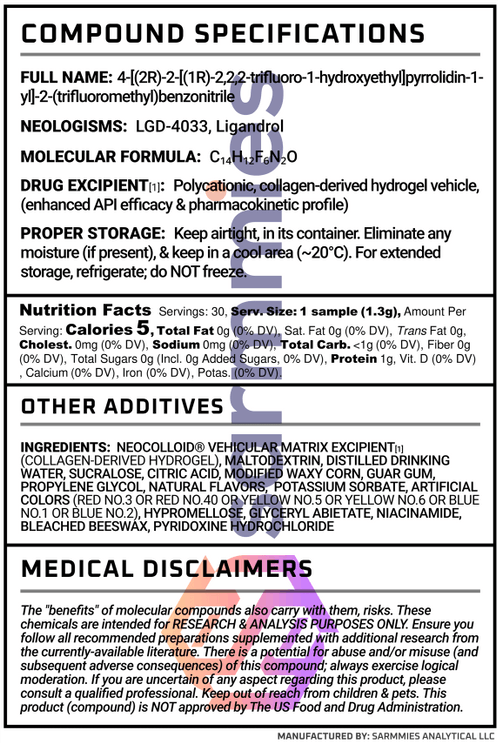 COMPOUND SPECIFICATIONS
FULL NAME: 4-[(2R)-2-[(1R)-2,2,2-trifluoro-1-hydroxyethyl]pyrrolidin-1-
yl]-2-(trifluoromethyl)benzonitrile
NEOLOGISMS: LGD-4033, Ligandrol
MOLECULAR FORMULA: C₁₄H₁₂F₆N₂O
DRUG EXCIPIENT[1]: Polycationic, collagen-derived hydrogel vehicle,
(enhanced API efficacy & pharmacokinetic profile)
PROPER STORAGE: Keep airtight, in its container. Eliminate any
moisture (if present), & keep in a cool area (~20°C). For extended
storage, refrigerate; do NOT freeze.
Nutrition Facts Servings: 30, Serv. Size: 1 sample (1.3g), Amount Per
Serving: Calories 5, Total Fat 0g (0% DV), Sat. Fat 0g (0% DV), Trans Fat 0g,
Cholest. 0mg (0% DV), Sodium 0mg (0% DV), Total Carb. <1g (0% DV), Fiber 0g
(0% DV), Total Sugars 0g (Incl. 0g Added Sugars, 0% DV), Protein 1g, Vit. D (0% DV)
, Calcium (0% DV), Iron (0% DV), Potas. (0% DV).
OTHER ADDITIVES
INGREDIENTS: NEOCOLLOID® VEHICULAR MATRIX EXCIPIENT[1]
(COLLAGEN-DERIVED HYDROGEL), MALTODEXTRIN, DISTILLED DRINKING
WATER, SUCRALOSE, CITRIC ACID, MODIFIED WAXY CORN, GUAR GUM,
PROPYLENE GLYCOL, NATURAL FLAVORS, POTASSIUM SORBATE, ARTIFICIAL
COLORS (RED NO.3 OR RED NO.40 OR YELLOW NO.5 OR YELLOW NO.6 OR BLUE
NO.1 OR BLUE NO.2), HYPROMELLOSE, GLYCERYL ABIETATE, NIACINAMIDE,
BLEACHED BEESWAX, PYRIDOXINE HYDROCHLORIDE
MEDICAL DISCLAIMERS
The "benefits" of molecular compounds also carry with them, risks. These
chemicals are intended for RESEARCH & ANALYSIS PURPOSES ONLY. Ensure you
follow all recommended preparations supplemented with additional research from
the currently-available literature. There is a potential for abuse and/or misuse (and
subsequent adverse consequences) of this compound; always exercise logical
moderation. If you are uncertain of any aspect regarding this product, please
consult a qualified professional. Keep out of reach from children & pets. This
product (compound) is NOT approved by The US Food and Drug Administration.
MANUFACTURED BY: SARMMIES ANALYTICAL LLC
sarmmies